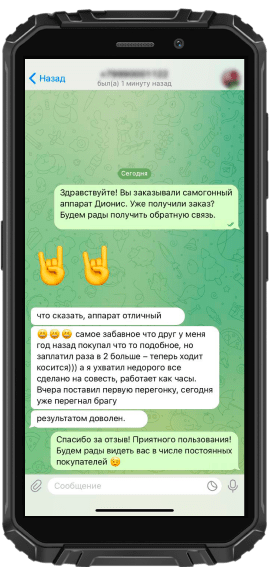 Назад
был(а) 1 минуту назад
Сегодня
Здравствуйте! Вы заказывали самогонный
аппарат Дионис. Уже получили заказ?
Будем рады получить обратную связь.
что сказать, аппарат отличный
😀😀😀 самое забавное что друг у меня
год назад покупал что то подобное, но
заплатил раза в 2 больше – теперь ходит
косится))) а я ухватил недорого все
сделано на совесть, работает как часы.
Вчера поставил первую перегонку, сегодня
уже перегнал брагу
результатом доволен.
Спасибо за отзыв! Приятного пользования!
Будем рады видеть вас в числе постоянных
покупателей 😉
Сообщение